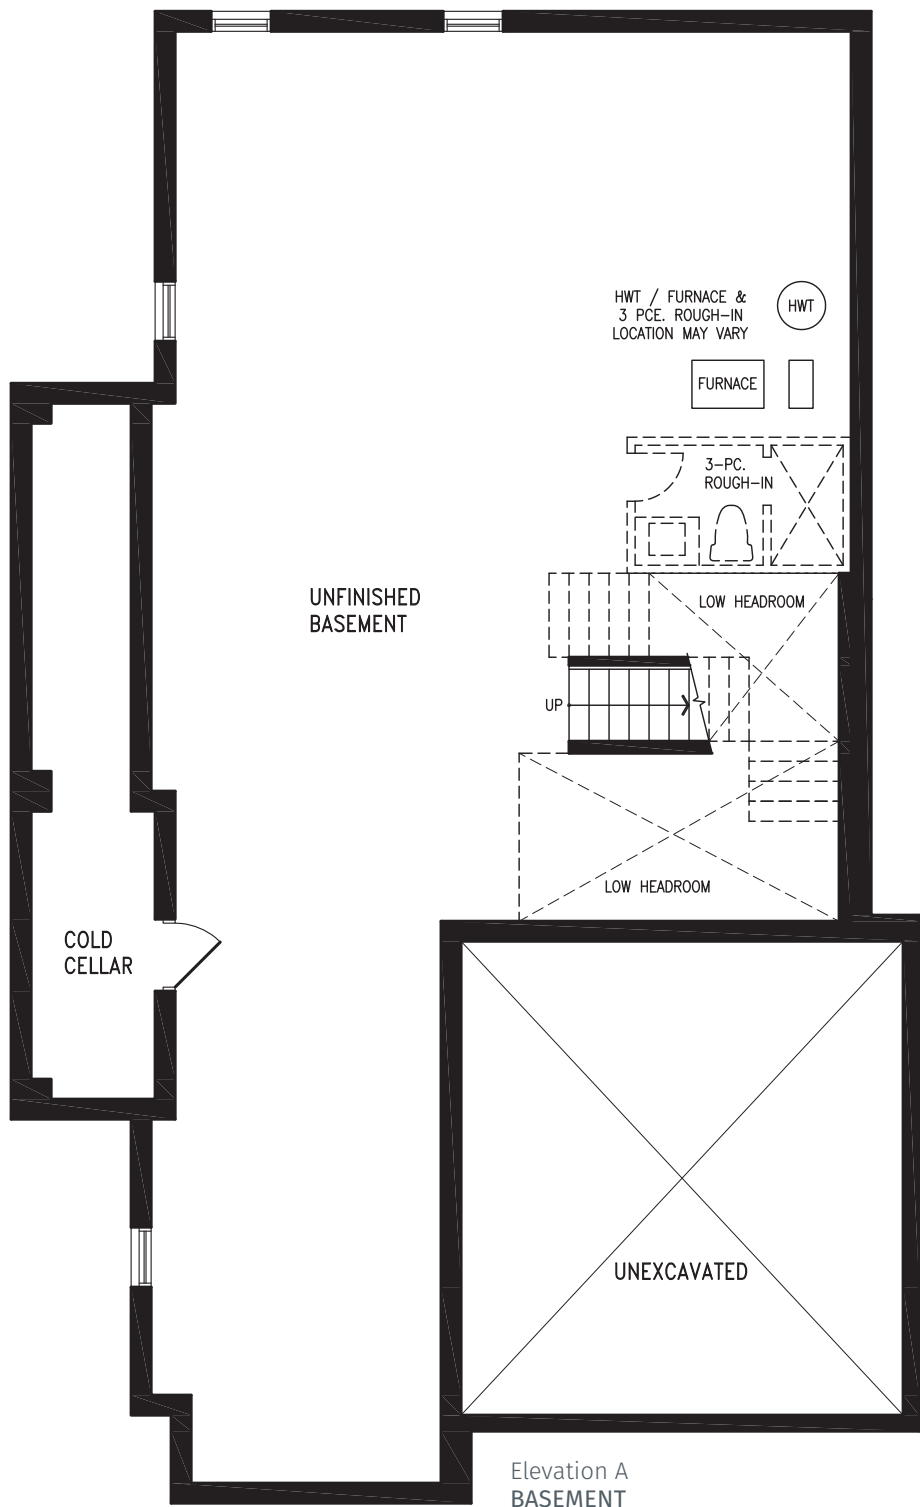 HWT / FURNACE &
3 PCE. ROUGH-IN
LOCATION MAY VARY
HWT
FURNACE
3-PC.
ROUGH-IN
UNFINISHED
BASEMENT
LOW HEADROOM
UP
LOW HEADROOM
COLD
CELLAR
UNEXCAVATED
Elevation A
BASEMENT